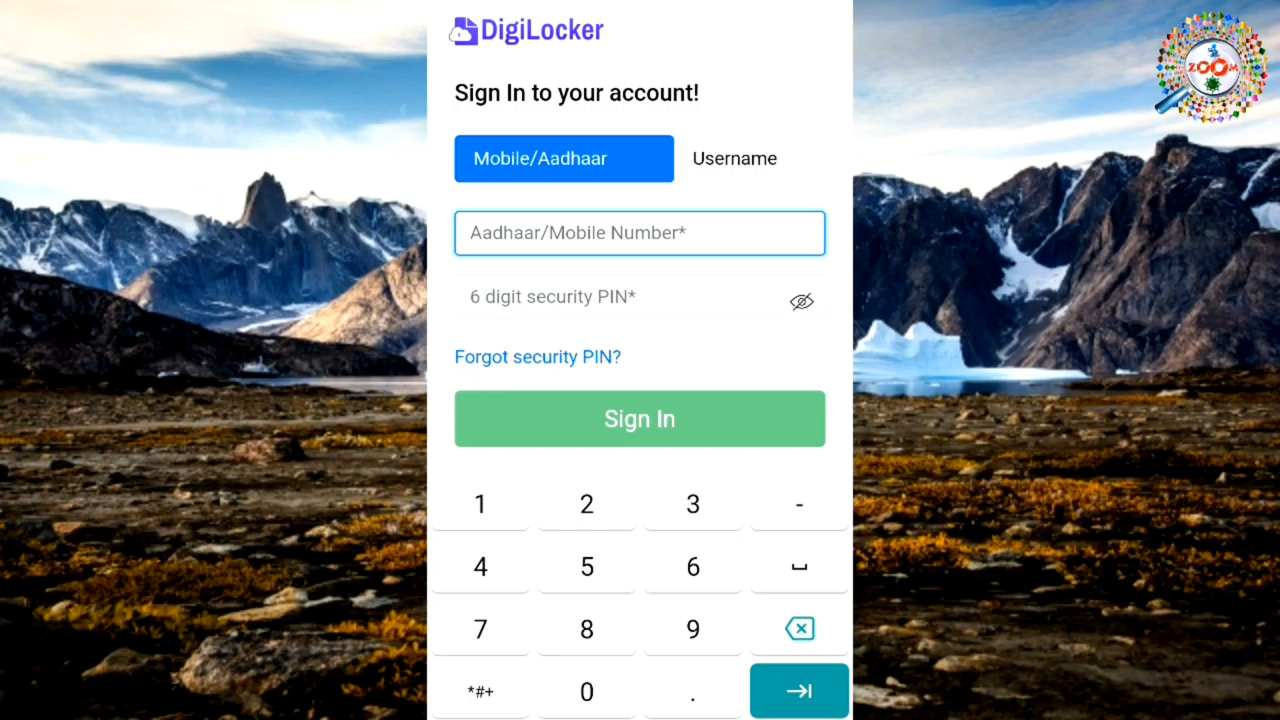 DigiLocker
ZOOM
Sign In to your account!
Mobile/Aadhaar Username
Aadhaar/Mobile Number*
6 digit security PIN*
Forgot security PIN?
Sign In
1 2 3 -
4 5 6
7 8 9
*#+ 0 .